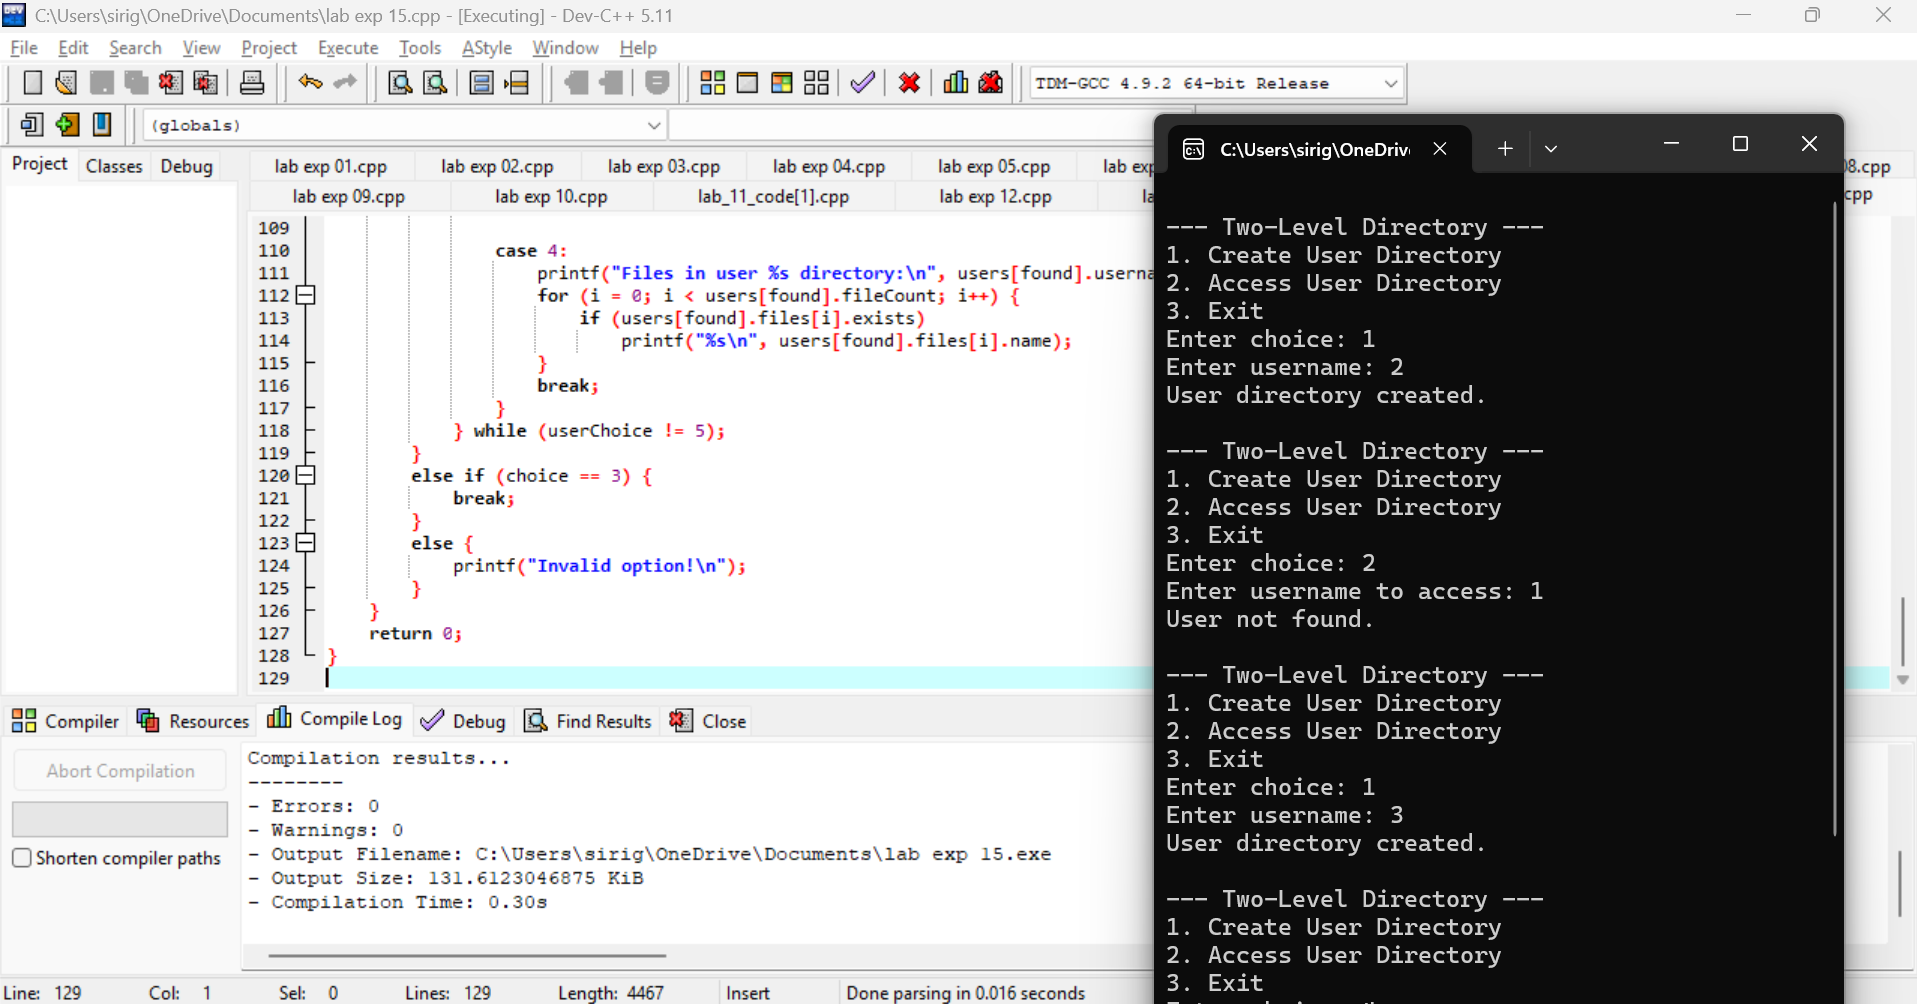 C:\Users\sirig\OneDrive\Documents\lab exp 15.cpp - [Executing] - Dev-C++ 5.11
File Edit Search View Project Execute Tools AStyle Window Help
TDM-GCC 4.9.2 64-bit Release
(globals)
Project Classes Debug
lab exp 01.cpp lab exp 02.cpp lab exp 03.cpp lab exp 04.cpp lab exp 05.cpp lab exp 08.cpp
lab exp 09.cpp lab exp 10.cpp lab_11_code[1].cpp lab exp 12.cpp la cpp
109
110 case 4:
111 printf("Files in user %s directory:\n", users[found].userna
112 for (i = 0; i < users[found].fileCount; i++) {
113 if (users[found].files[i].exists)
114 printf("%s\n", users[found].files[i].name);
115 }
116 break;
117 }
118 } while (userChoice != 5);
119 }
120 else if (choice == 3) {
121 break;
122 }
123 else {
124 printf("Invalid option!\n");
125 }
126 }
127 return 0;
128 }
129
Compiler Resources Compile Log Debug Find Results Close
Abort Compilation
Shorten compiler paths
Compilation results...
--------
- Errors: 0
- Warnings: 0
- Output Filename: C:\Users\sirig\OneDrive\Documents\lab exp 15.exe
- Output Size: 131.6123046875 KiB
- Compilation Time: 0.30s
Line: 129 Col: 1 Sel: 0 Lines: 129 Length: 4467 Insert Done parsing in 0.016 seconds
C:\Users\sirig\OneDriv
--- Two-Level Directory ---
1. Create User Directory
2. Access User Directory
3. Exit
Enter choice: 1
Enter username: 2
User directory created.
--- Two-Level Directory ---
1. Create User Directory
2. Access User Directory
3. Exit
Enter choice: 2
Enter username to access: 1
User not found.
--- Two-Level Directory ---
1. Create User Directory
2. Access User Directory
3. Exit
Enter choice: 1
Enter username: 3
User directory created.
--- Two-Level Directory ---
1. Create User Directory
2. Access User Directory
3. Exit